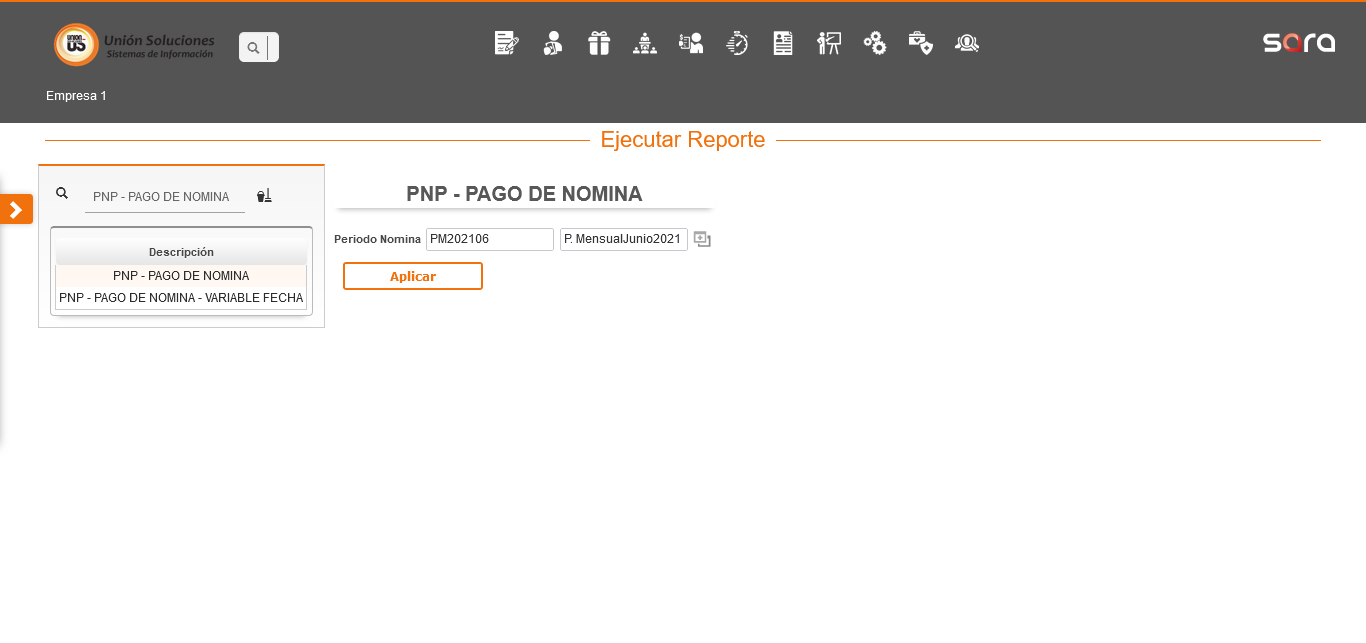 UNION
US
Unión Soluciones
Sistemas de Información
sara
Empresa 1
Ejecutar Reporte
PNP - PAGO DE NOMINA
Descripción
PNP - PAGO DE NOMINA
PNP - PAGO DE NOMINA - VARIABLE FECHA
PNP - PAGO DE NOMINA
Periodo Nomina PM202106 P. MensualJunio2021
Aplicar